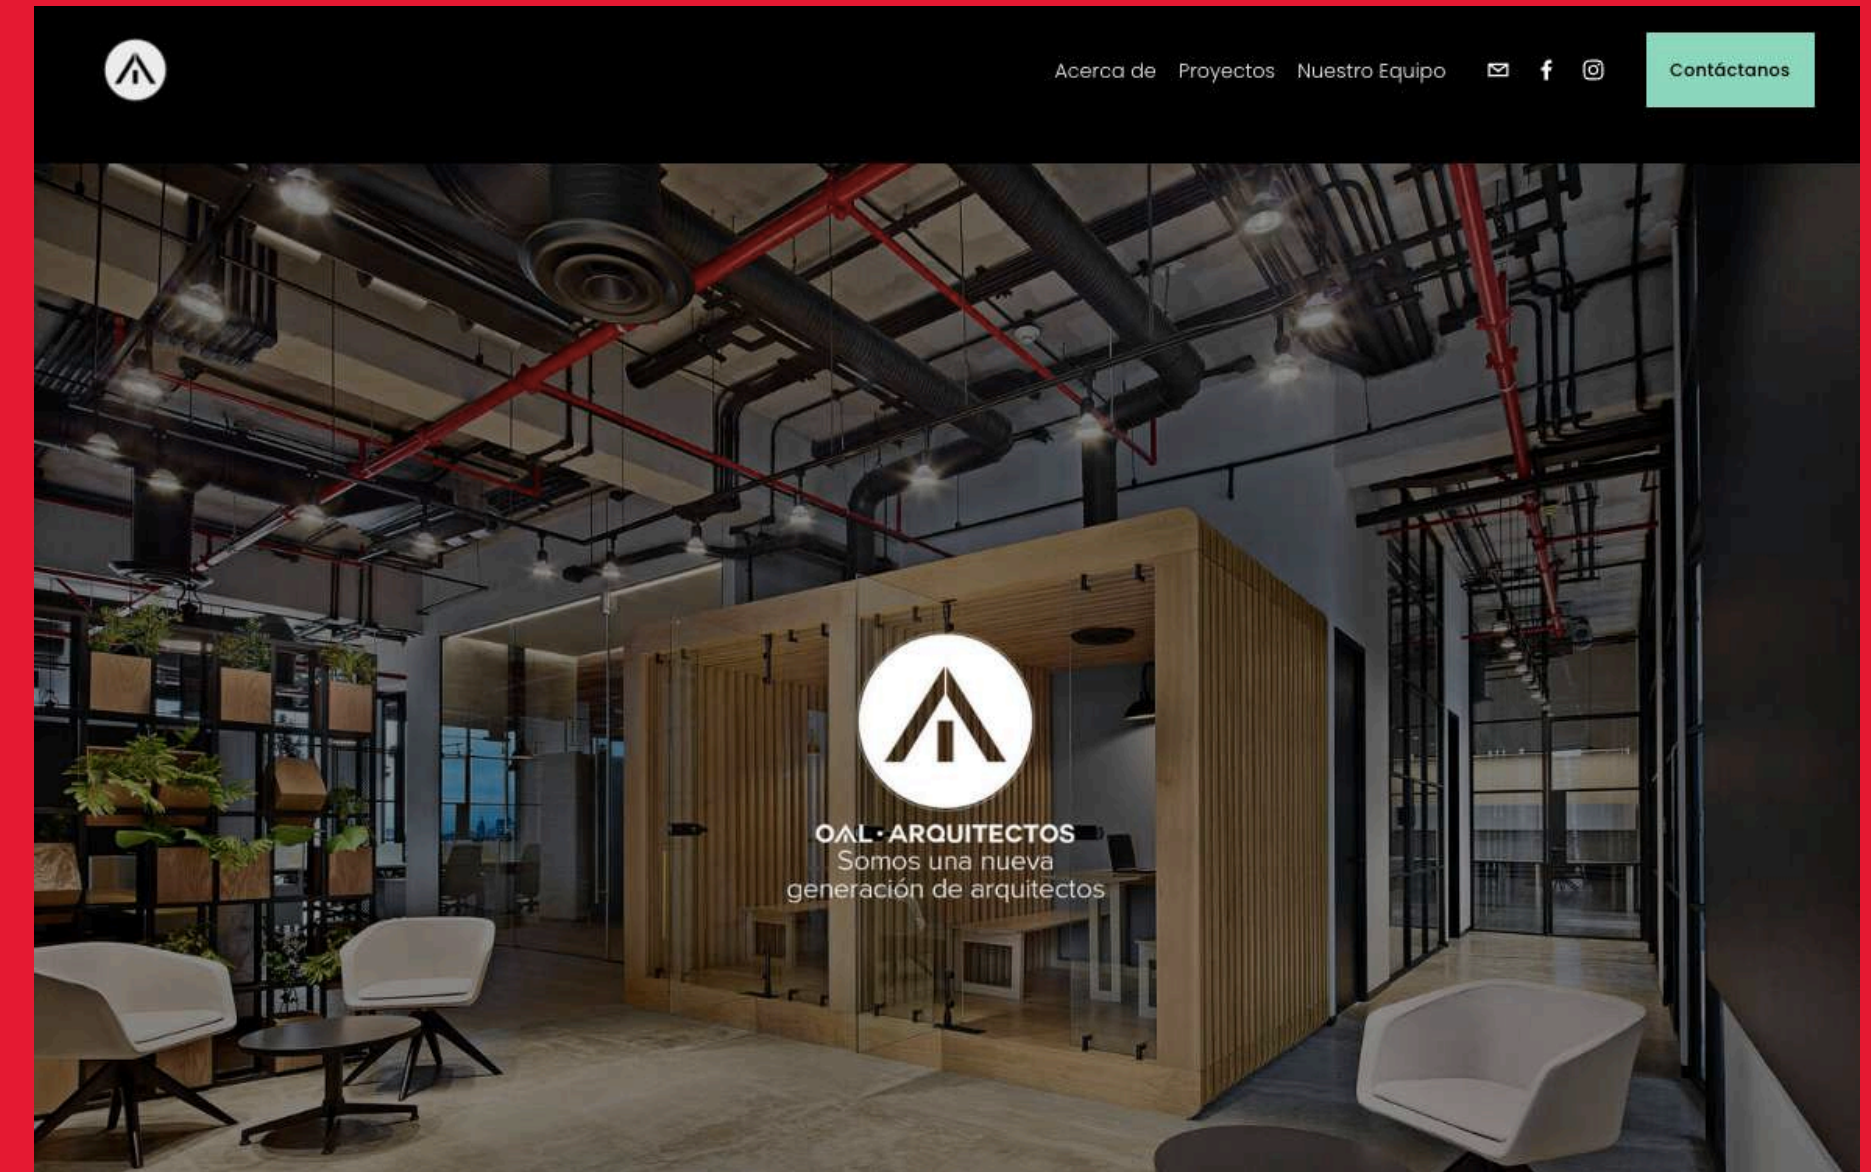 Acerca de Proyectos Nuestro Equipo Contáctanos
OAL·ARQUITECTOS
Somos una nueva
generación de arquitectos